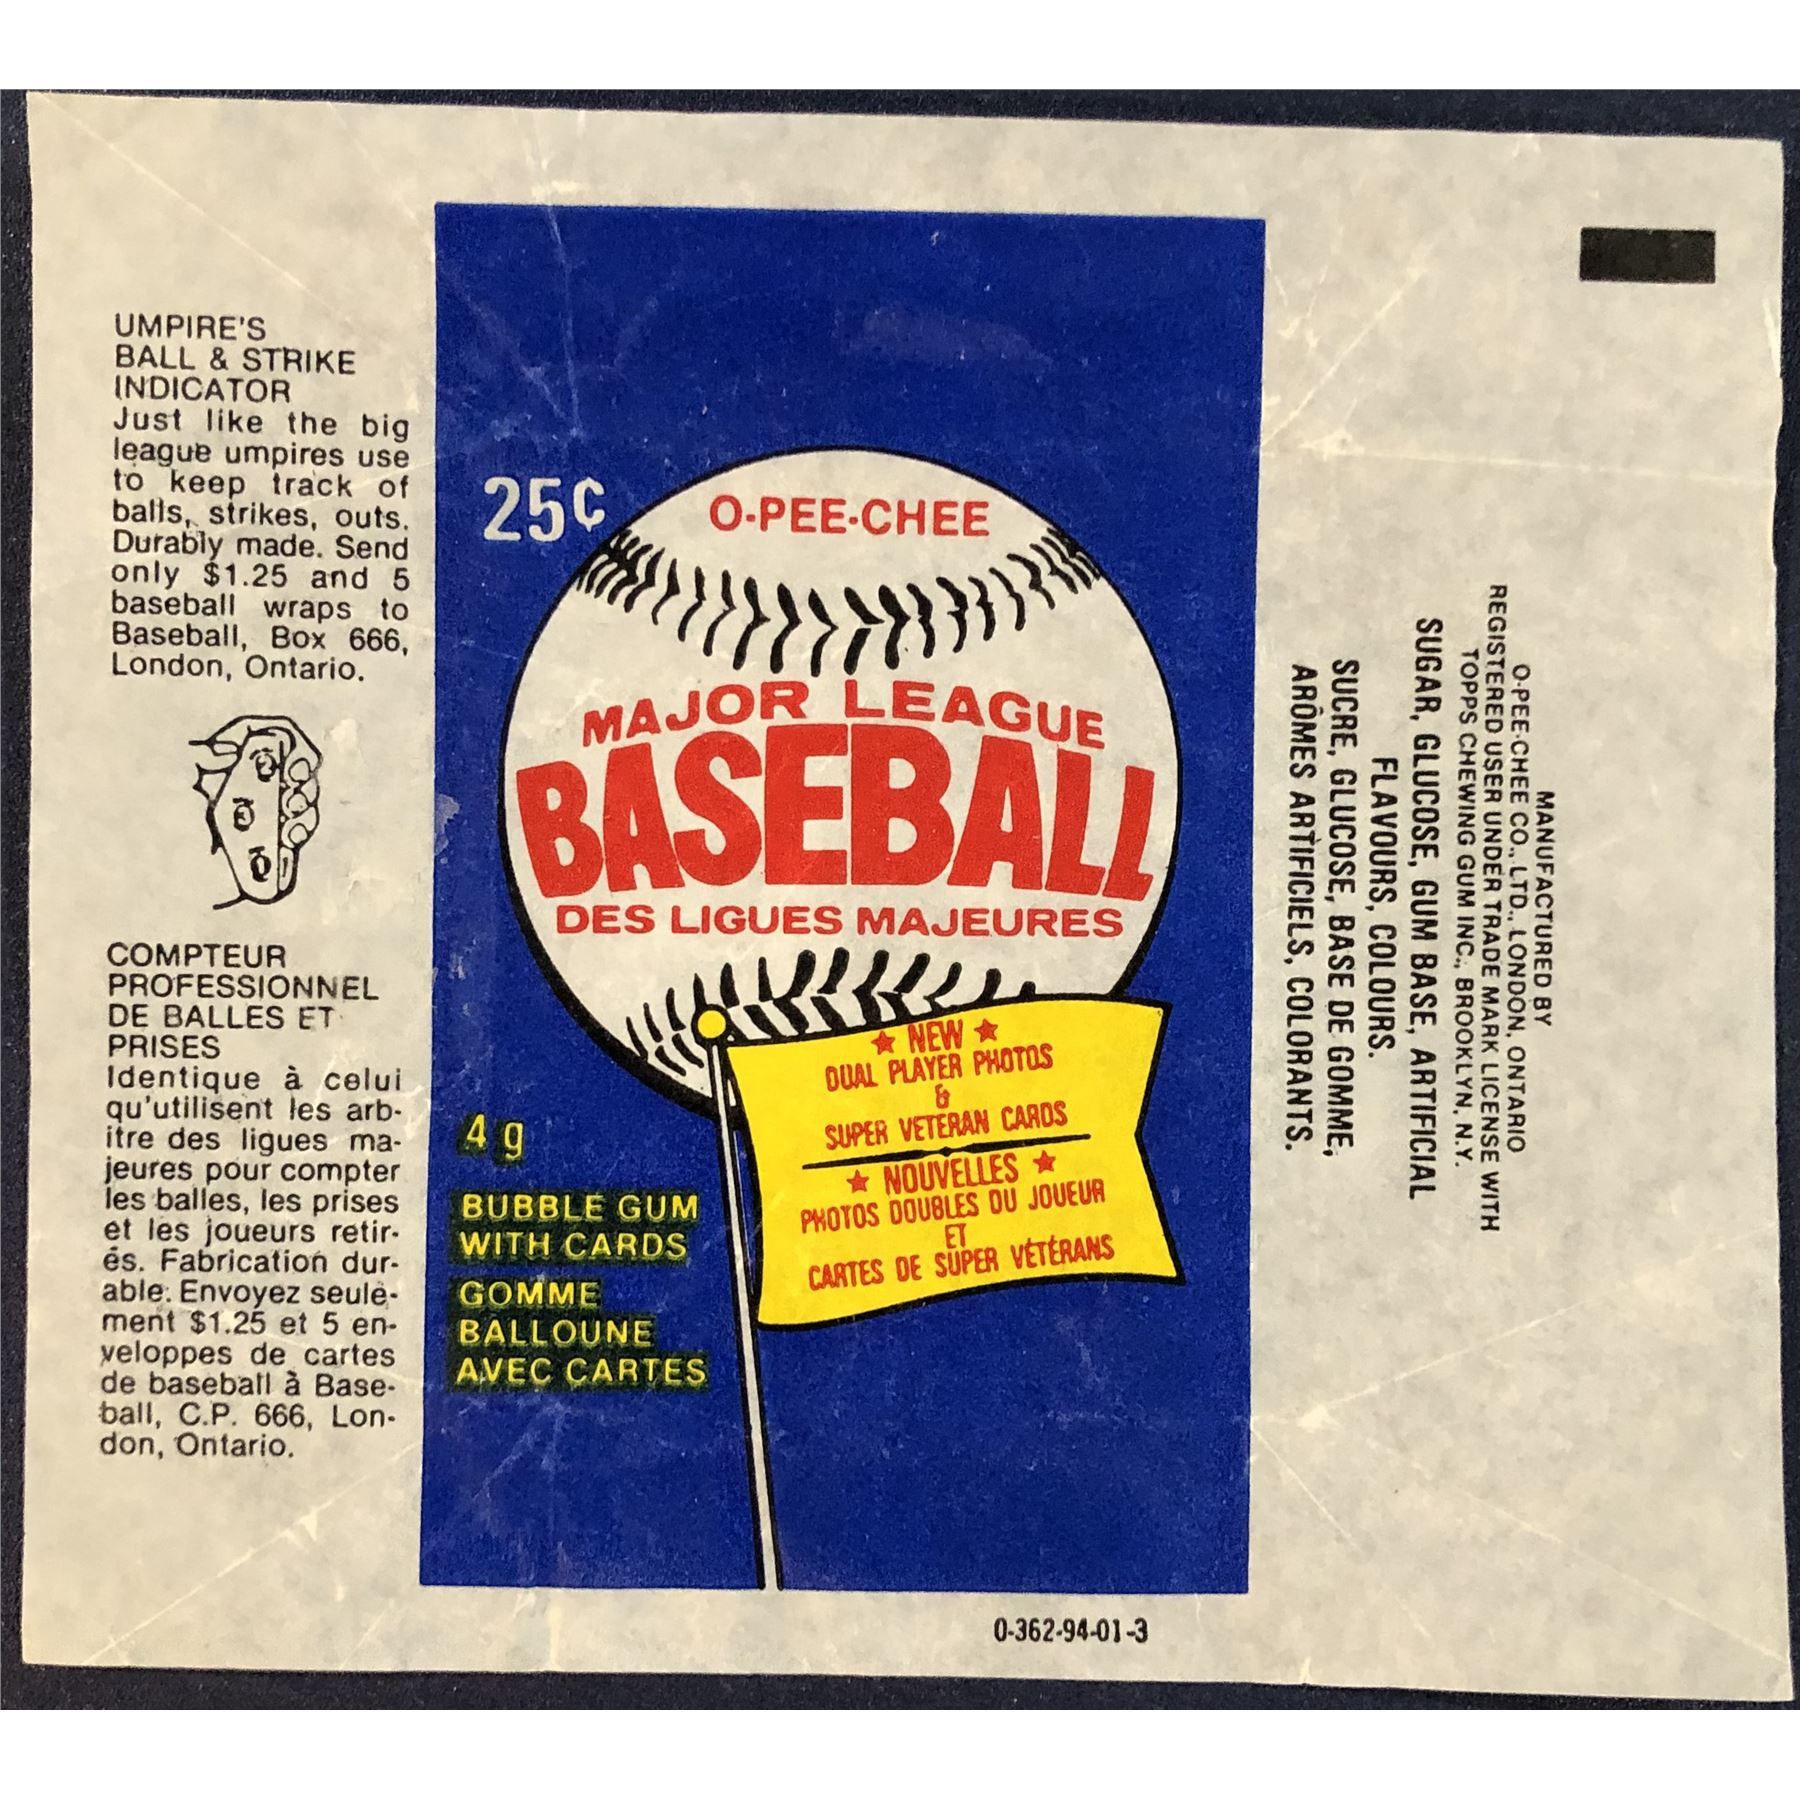 UMPIRE'S
BALL & STRIKE
INDICATOR
Just like the big
league umpires use
to keep track of
balls, strikes, outs.
Durably made. Send
only $1.25 and 5
baseball wraps to
Baseball, Box 666,
London, Ontario.
COMPTEUR
PROFESSIONNEL
DE BALLES ET
PRISES
Identique à celui
qu'utilisent les arb-
itre des ligues ma-
jeures pour compter
les balles, les prises
et les joueurs retir-
és. Fabrication dur-
able. Envoyez seule-
ment $1.25 et 5 en-
veloppes de cartes
de baseball à Base-
ball, C.P. 666, Lon-
don, Ontario.
25¢
O-PEE-CHEE
MAJOR LEAGUE
BASEBALL
DES LIGUES MAJEURES
★ NEW ★
DUAL PLAYER PHOTOS
&
SUPER VETERAN CARDS
★ NOUVELLES ★
PHOTOS DOUBLES DU JOUEUR
ET
CARTES DE SUPER VÉTÉRANS
4 g
BUBBLE GUM
WITH CARDS
GOMME
BALLOUNE
AVEC CARTES
0-362-94-01-3
MANUFACTURED BY
O-PEE-CHEE CO., LTD., LONDON, ONTARIO
REGISTERED USER UNDER TRADE MARK LICENSE WITH
TOPPS CHEWING GUM INC., BROOKLYN, N.Y.
SUGAR, GLUCOSE, GUM BASE, ARTIFICIAL
FLAVOURS, COLOURS.
SUCRE, GLUCOSE, BASE DE GOMME,
ARÔMES ARTIFICIELS, COLORANTS.